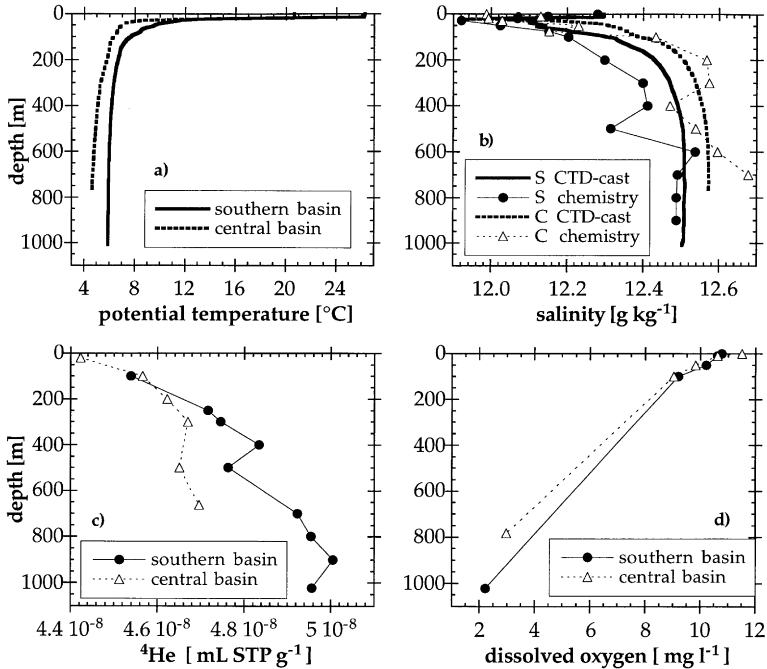 0
200
400
600
800
1000
depth [m]
a)
southern basin
central basin
4 8 12 16 20 24
potential temperature [°C]
0
200
400
600
800
1000
b)
S CTD-cast
S chemistry
C CTD-cast
C chemistry
12.0 12.2 12.4 12.6
salinity [g kg⁻¹]
0
200
400
600
800
1000
depth [m]
c)
southern basin
central basin
4.4 10⁻⁸ 4.6 10⁻⁸ 4.8 10⁻⁸ 5 10⁻⁸
⁴He [ mL STP g⁻¹]
0
200
400
600
800
1000
d)
southern basin
central basin
2 4 6 8 10 12
dissolved oxygen [ mg l⁻¹]